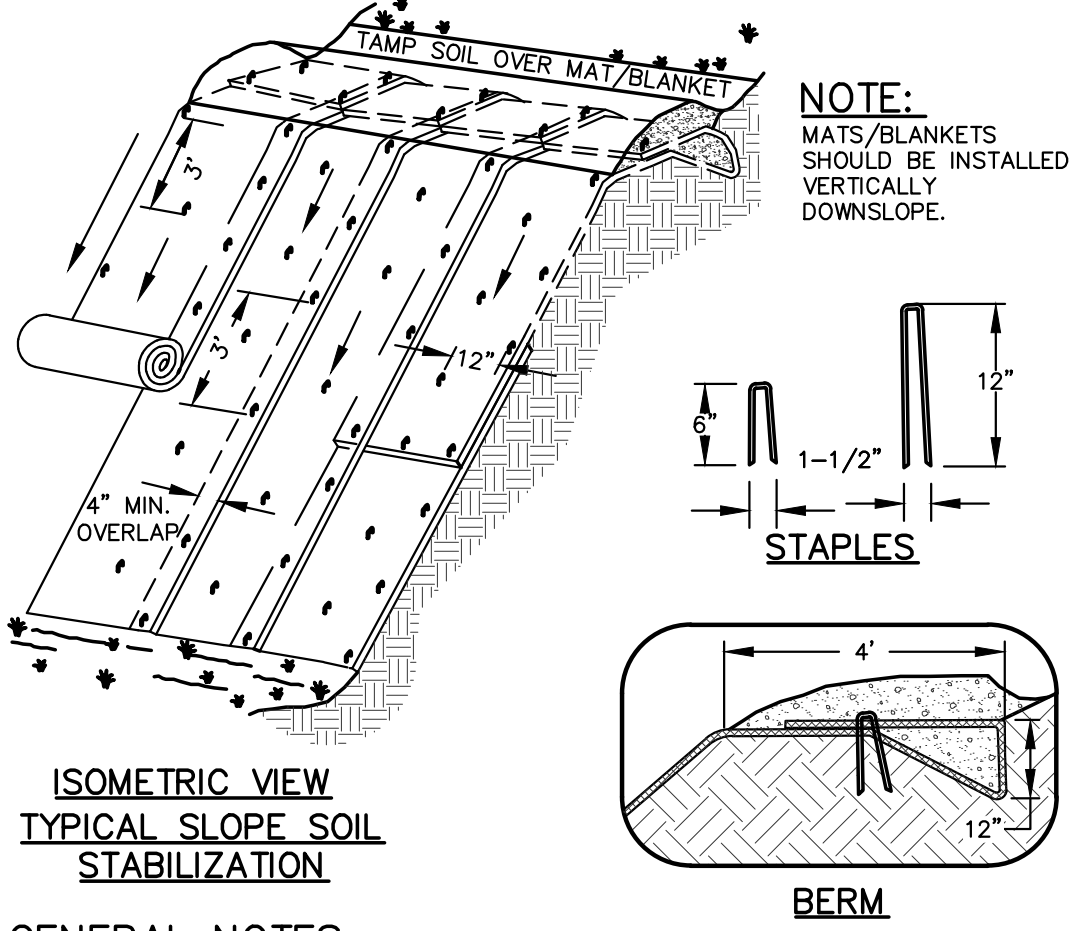 TAMP SOIL OVER MAT/BLANKET
NOTE:
MATS/BLANKETS
SHOULD BE INSTALLED
VERTICALLY
DOWNSLOPE.
3'
3'
12"
4" MIN.
OVERLAP
6"
12"
1-1/2"
STAPLES
4'
12"
BERM
ISOMETRIC VIEW
TYPICAL SLOPE SOIL
STABILIZATION
GENERAL NOTES